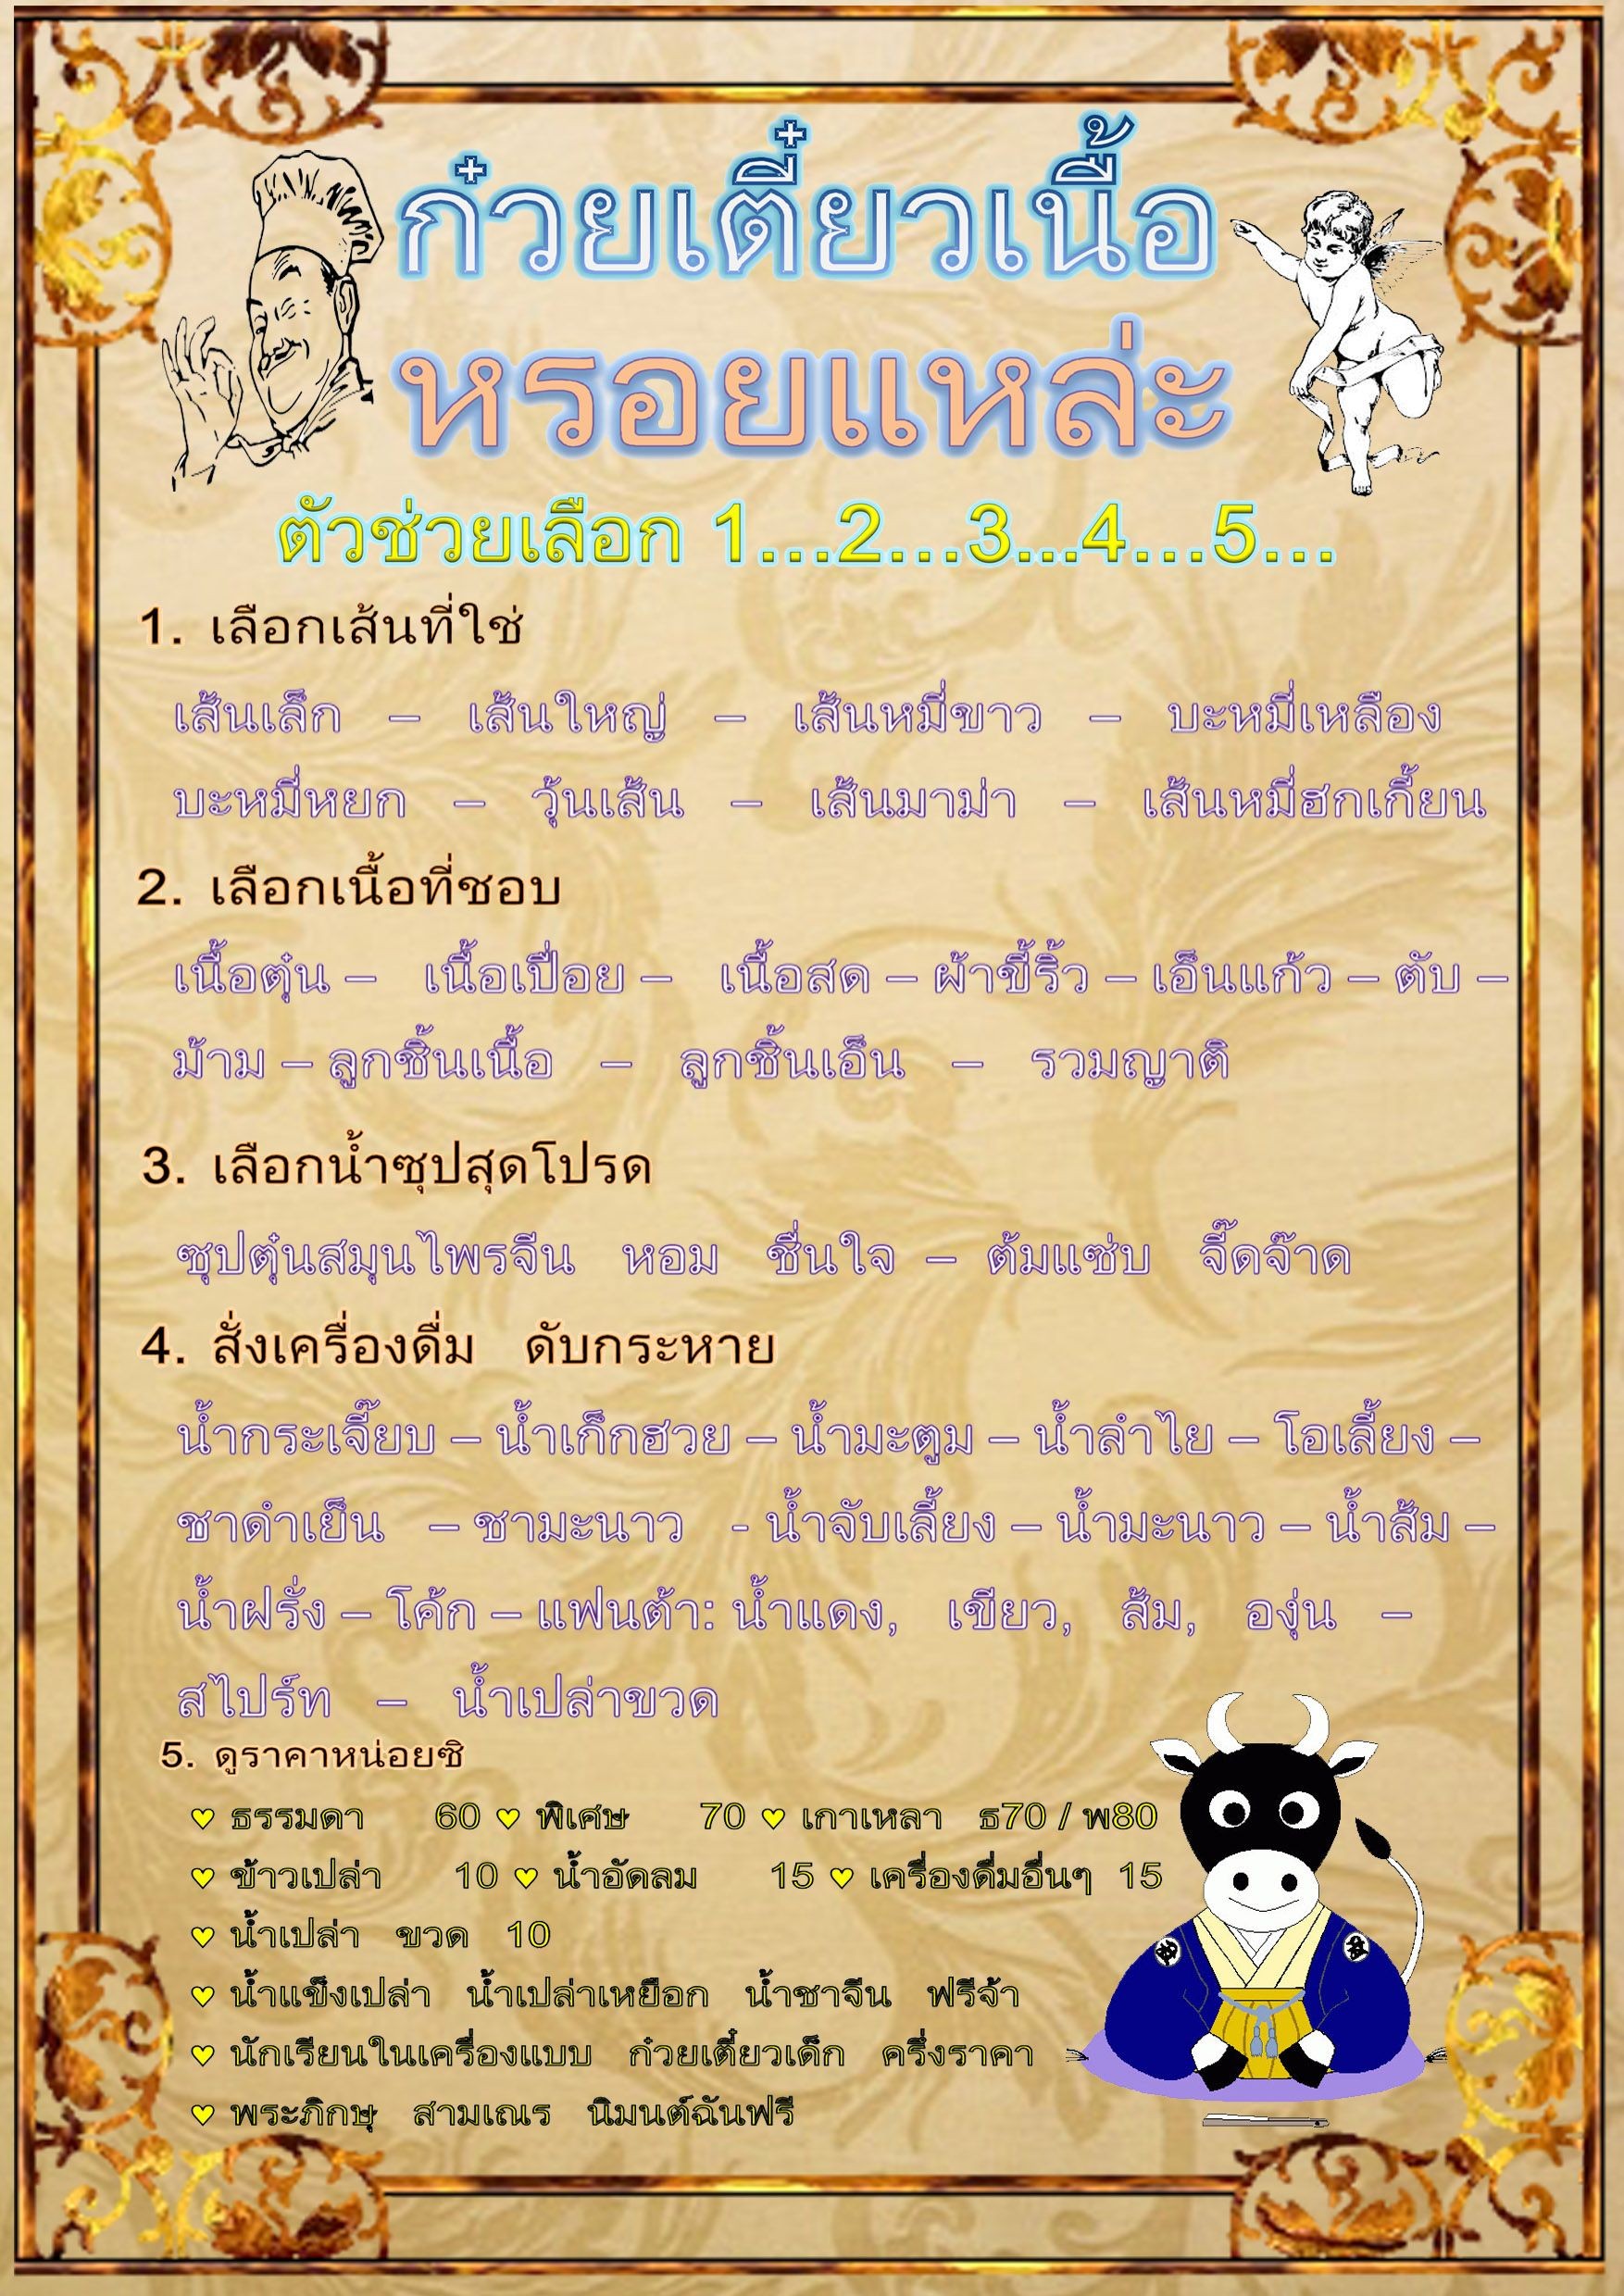 ก๋วยเตี๋ยวเนื้อ
หรอยแหล่ะ
ตัวช่วยเลือก 1...2...3...4...5...
1. เลือกเส้นที่ใช่
เส้นเล็ก – เส้นใหญ่ – เส้นหมี่ขาว – บะหมี่เหลือง
บะหมี่หยก – วุ้นเส้น – เส้นมาม่า – เส้นหมี่ฮกเกี้ยน
2. เลือกเนื้อที่ชอบ
เนื้อตุ๋น – เนื้อเปื่อย – เนื้อสด – ผ้าขี้ริ้ว – เอ็นแก้ว – ตับ –
ม้าม – ลูกชิ้นเนื้อ – ลูกชิ้นเอ็น – รวมญาติ
3. เลือกน้ำซุปสุดโปรด
ซุปตุ๋นสมุนไพรจีน หอม ชื่นใจ – ต้มแซ่บ จี๊ดจ๊าด
4. สั่งเครื่องดื่ม ดับกระหาย
น้ำกระเจี๊ยบ – น้ำเก็กฮวย – น้ำมะตูม – น้ำลำไย – โอเลี้ยง –
ชาดำเย็น – ชามะนาว - น้ำจับเลี้ยง – น้ำมะนาว – น้ำส้ม –
น้ำฝรั่ง – โค้ก – แฟนต้า: น้ำแดง, เขียว, ส้ม, องุ่น –
สไปร์ท – น้ำเปล่าขวด
5. ดูราคาหน่อยซิ
♥ ธรรมดา 60 ♥ พิเศษ 70 ♥ เกาเหลา ธ70 / พ80
♥ ข้าวเปล่า 10 ♥ น้ำอัดลม 15 ♥ เครื่องดื่มอื่นๆ 15
♥ น้ำเปล่า ขวด 10
♥ น้ำแข็งเปล่า น้ำเปล่าเหยือก น้ำชาจีน ฟรีจ้า
♥ นักเรียนในเครื่องแบบ ก๋วยเตี๋ยวเด็ก ครึ่งราคา
♥ พระภิกษุ สามเณร นิมนต์ฉันฟรี